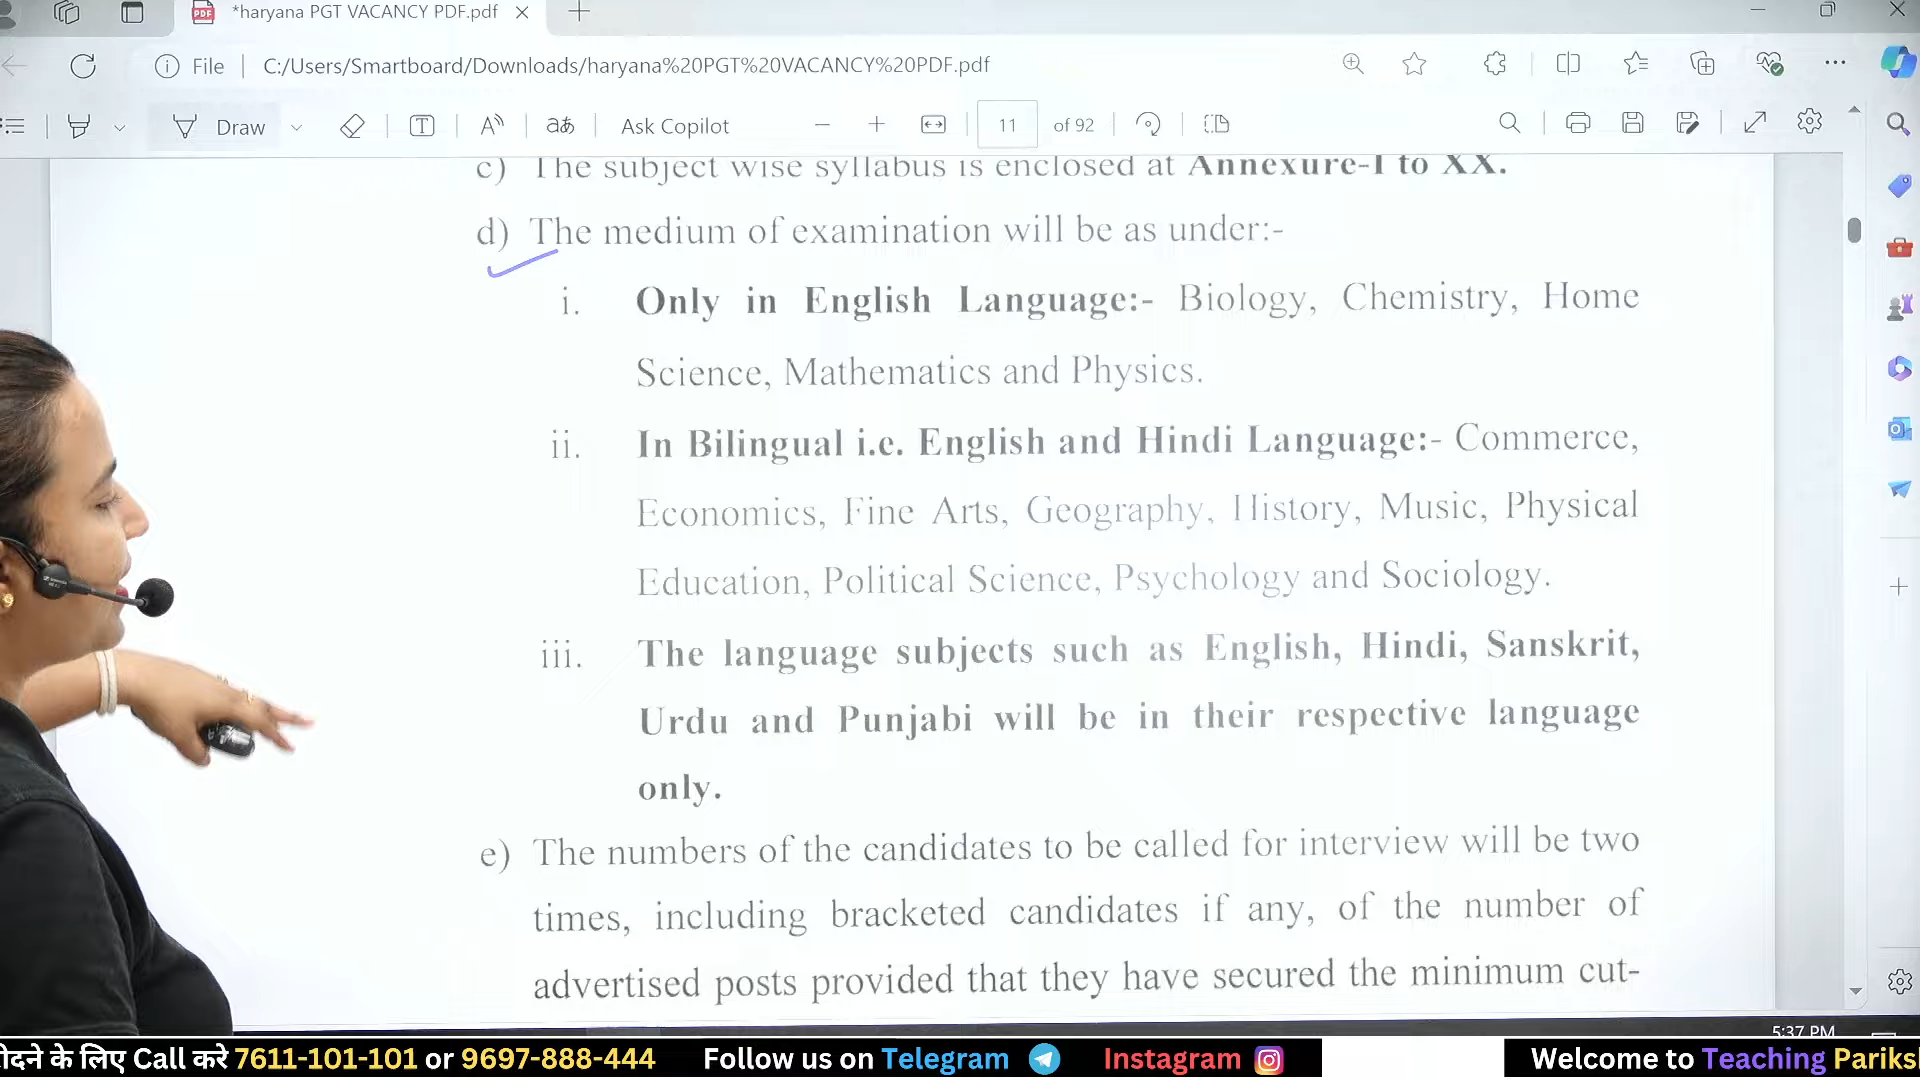 *haryana PGT VACANCY PDF.pdf
File
C:/Users/Smartboard/Downloads/haryana%20PGT%20VACANCY%20PDF.pdf
Draw
Ask Copilot
11 of 92
c) The subject wise syllabus is enclosed at Annexure-I to XX.
d) The medium of examination will be as under:-
i. Only in English Language:- Biology, Chemistry, Home
Science, Mathematics and Physics.
ii. In Bilingual i.e. English and Hindi Language:- Commerce,
Economics, Fine Arts, Geography, History, Music, Physical
Education, Political Science, Psychology and Sociology.
iii. The language subjects such as English, Hindi, Sanskrit,
Urdu and Punjabi will be in their respective language
only.
e) The numbers of the candidates to be called for interview will be two
times, including bracketed candidates if any, of the number of
advertised posts provided that they have secured the minimum cut-
5:37 PM
के लिए Call करे 7611-101-101 or 9697-888-444 Follow us on Telegram Instagram Welcome to Teaching Pariks